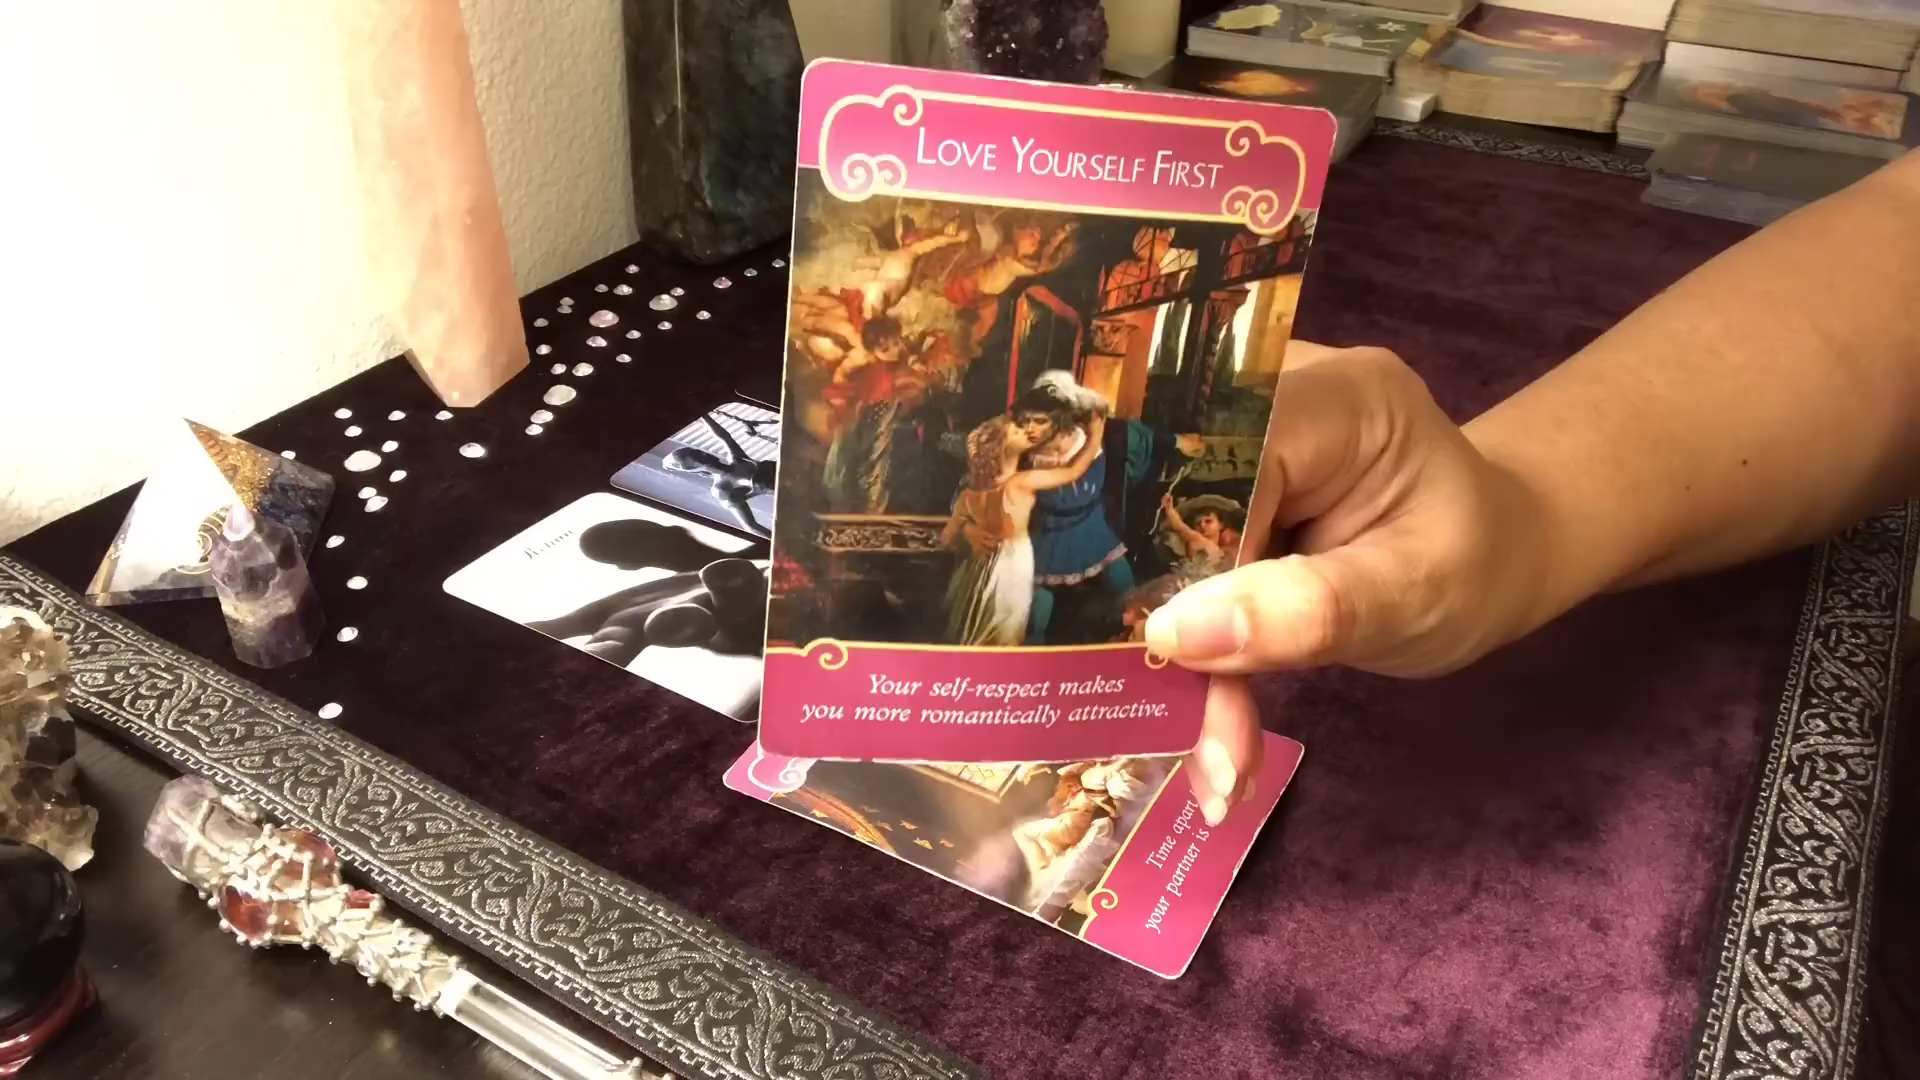 LOVE YOURSELF FIRST
Your self-respect makes
you more romantically attractive.
Time apart
your partner is